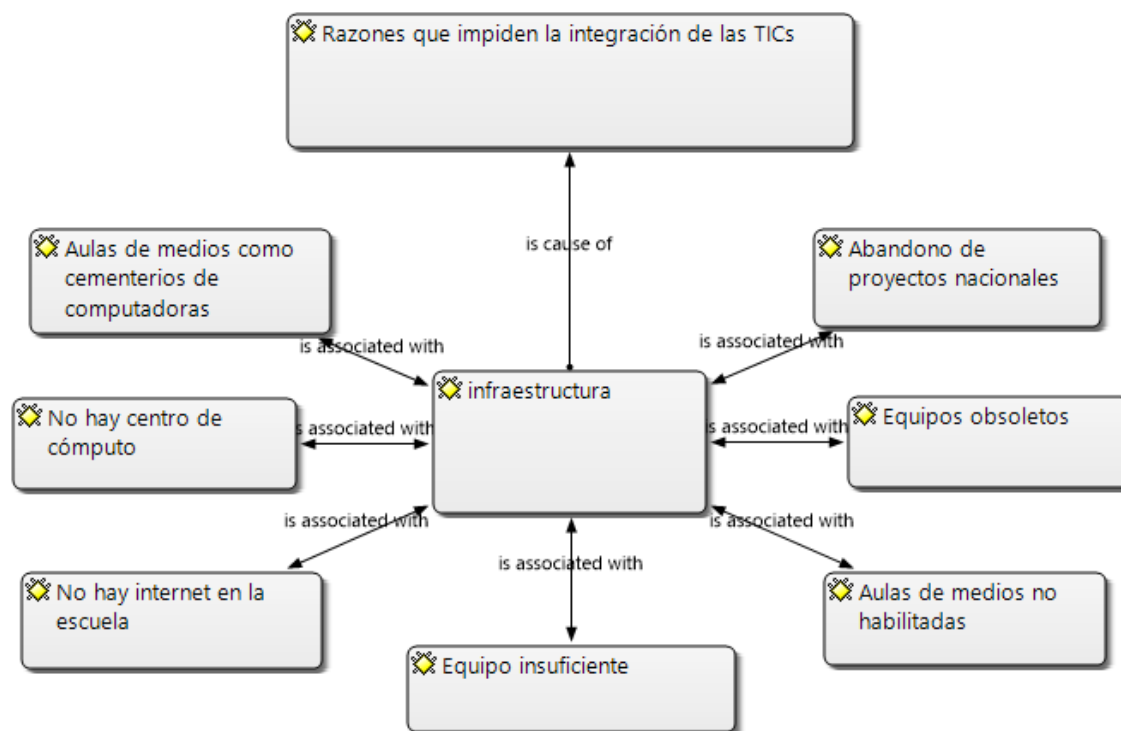 Razones que impiden la integración de las TICs
is cause of
Aulas de medios como
cementerios de
computadoras
Abandono de
proyectos nacionales
is associated with
is associated with
infraestructura
No hay centro de
cómputo
is associated with
is associated with
Equipos obsoletos
is associated with
is associated with
is associated with
No hay internet en la
escuela
Aulas de medios no
habilitadas
Equipo insuficiente